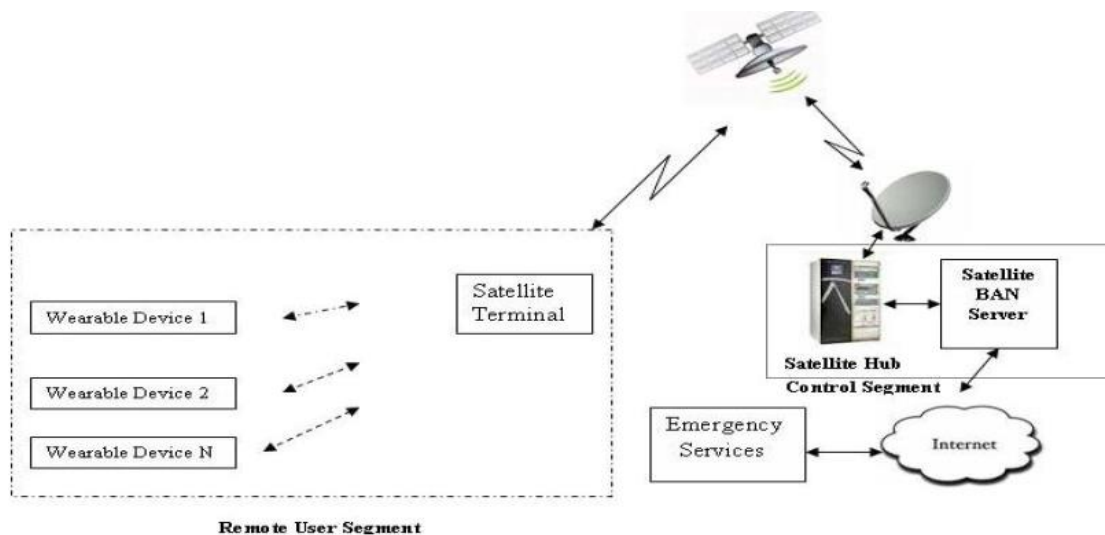 Satellite
Terminal
Wearable Device 1
Wearable Device 2
Wearable Device N
Remote User Segment
Satellite
BAN
Server
Satellite Hub
Control Segment
Emergency
Services
Internet